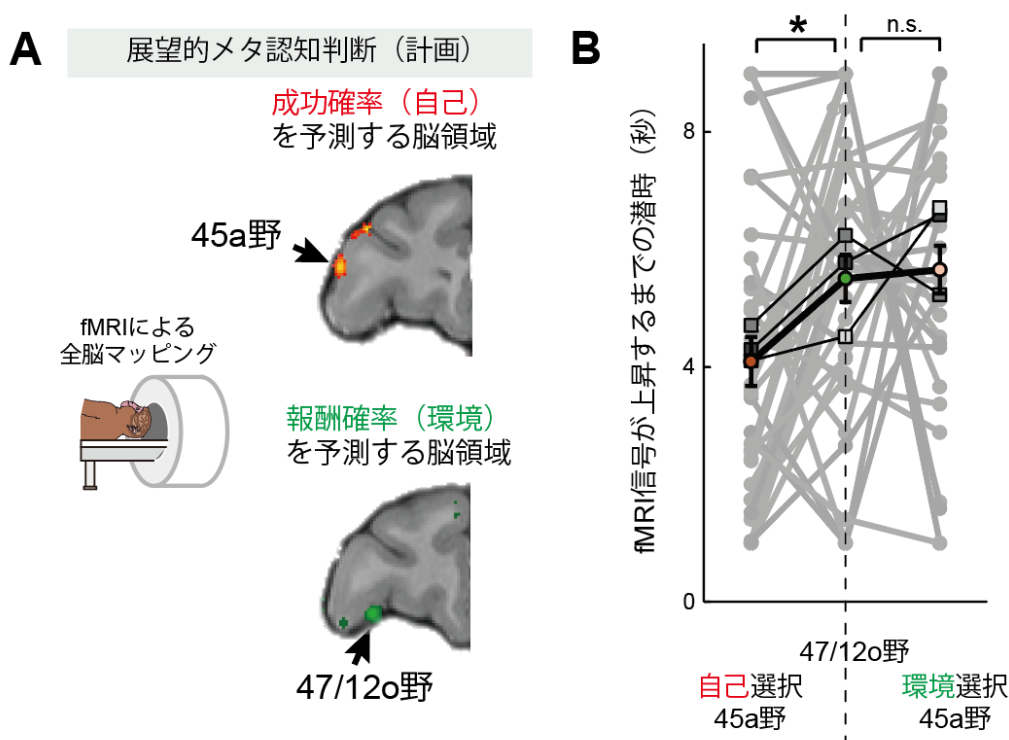 A
展望的メタ認知判断（計画）
成功確率（自己）
を予測する脳領域
45a野
fMRIによる
全脳マッピング
報酬確率（環境）
を予測する脳領域
47/12o野
B
*
n.s.
fMRI信号が上昇するまでの潜時（秒）
8
4
0
47/12o野
自己選択
45a野
環境選択
45a野